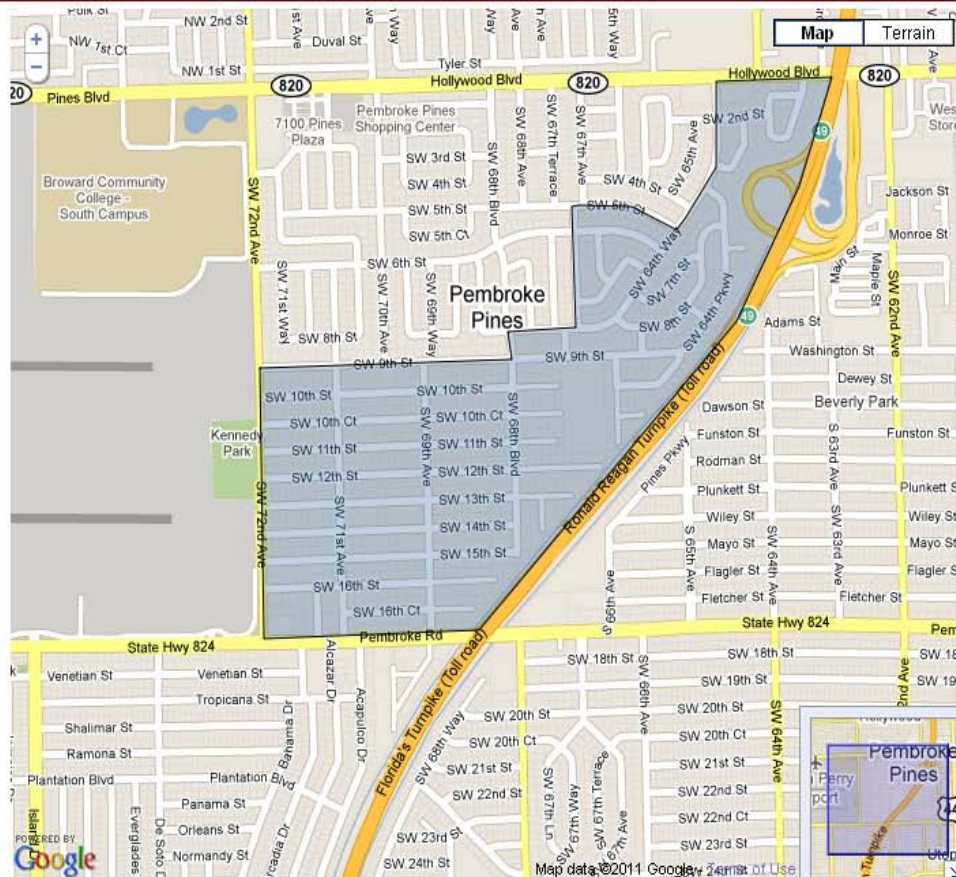 NW 2nd St
Duval St
NW 1st Ct
Tyler St
NW 1st St
Map
Terrain
Hollywood Blvd
820
820
Hollywood Blvd
820
Pines Blvd
7100 Pines
Plaza
Pembroke Pines
Shopping Center
SW 68th Ave
SW 67th Terrace
SW 67th Ave
SW 2nd St
49
SW 65th Ave
SW 3rd St
SW 68th Blvd
Broward Community
College -
South Campus
SW 4th St
SW 4th St
Jackson St
SW 72nd Ave
SW 5th St
SW 5th Ct
SW 6th St
Monroe St
Main St
Maple St
SW 64th Way
SW 6th St
SW 71st Way
SW 70th Ave
SW 69th Way
SW 7th St
SW 64th Pkwy
SW 62nd Ave
Pembroke
Pines
SW 8th St
SW 8th St
49
Adams St
SW 9th St
SW 9th St
Washington St
Dewey St
SW 10th St
SW 10th St
Dawson St
Beverly Park
SW 10th Ct
SW 10th Ct
SW 68th Blvd
SW 69th Ave
Kennedy
Park
SW 11th St
SW 11th St
Funston St
Funston St
Ronald Reagan Turnpike (Toll road)
Pines Pkwy
SW 12th St
SW 12th St
Rodman St
S 63rd Ave
SW 72nd Ave
SW 71st Ave
SW 13th St
Plunkett St
Plunkett S
SW 14th St
Wiley St
Wiley St
SW 15th St
S 65th Ave
SW 64th Ave
SW 63rd Ave
Mayo St
Mayo St
SW 16th St
Flagler St
Flagler S
S 66th Ave
SW 16th Ct
Fletcher St
Fletcher St
Pembroke Rd
State Hwy 824
State Hwy 824
Pem
Venetian St
Venetian St
Alcazar Dr
Acapulco Dr
SW 18th St
SW 18th St
Tropicana St
SW 66th Ave
SW 19th St
Shalimar St
Bahama Dr
SW 68th Way
SW 20th St
SW 20th St
Ramona St
SW 20th Ct
SW 20th Ct
SW 64th Ave
Plantation Blvd
Plantation Blvd
Florida's Turnpike (Toll road)
SW 21st St
SW 21st St
Panama St
SW 22nd St
SW 67th Ln
SW 67th Way
SW 67th Terrace
SW 67th Ave
SW 22nd St
Pembroke
Pines
Everglades
De Soto D
Orleans St
SW 22nd Ct
SW 23rd St
SW 23rd St
Normandy St
SW 24th St
POWERED BY
Google
Map data ©2011 Google - Terms of Use